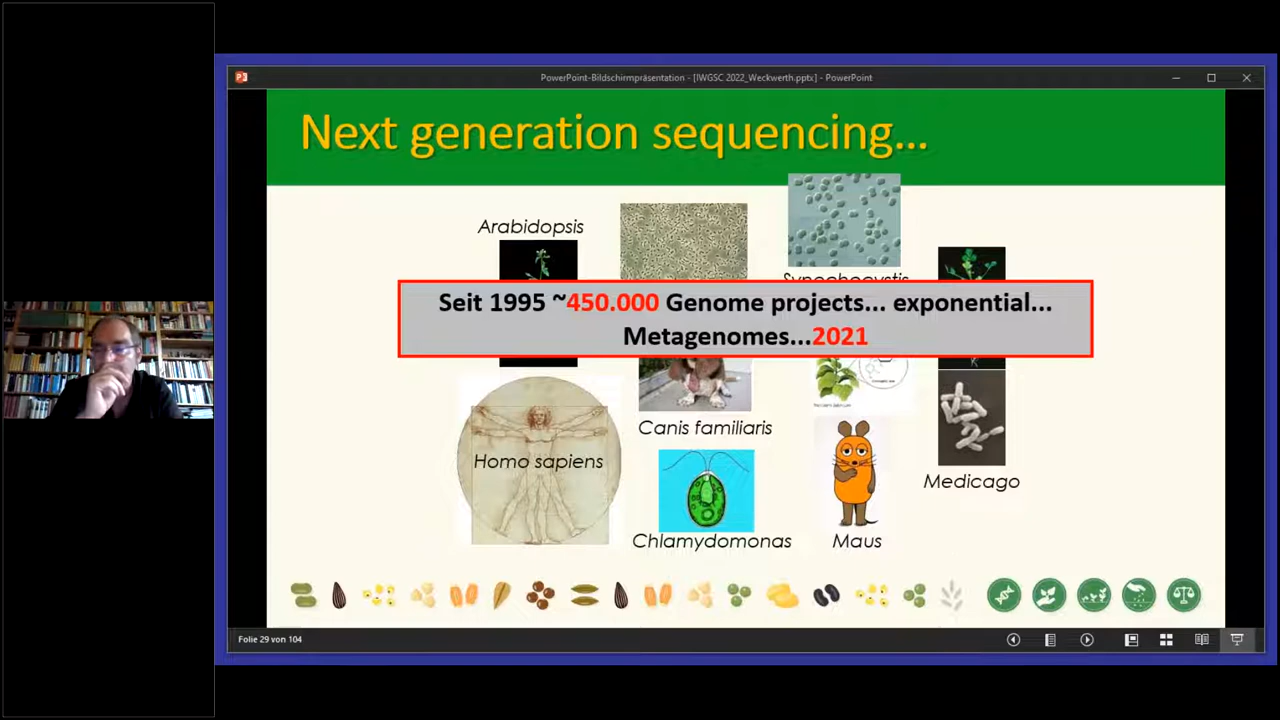 PowerPoint-Bildschirmpräsentation - [IWGSC 2022_Weckwerth.pptx] - PowerPoint
Next generation sequencing...
Arabidopsis
Synechocystis
Seit 1995 ~450.000 Genome projects... exponential...
Metagenomes...2021
Canis familiaris
Homo sapiens
Medicago
Chlamydomonas
Maus
Folie 29 von 104